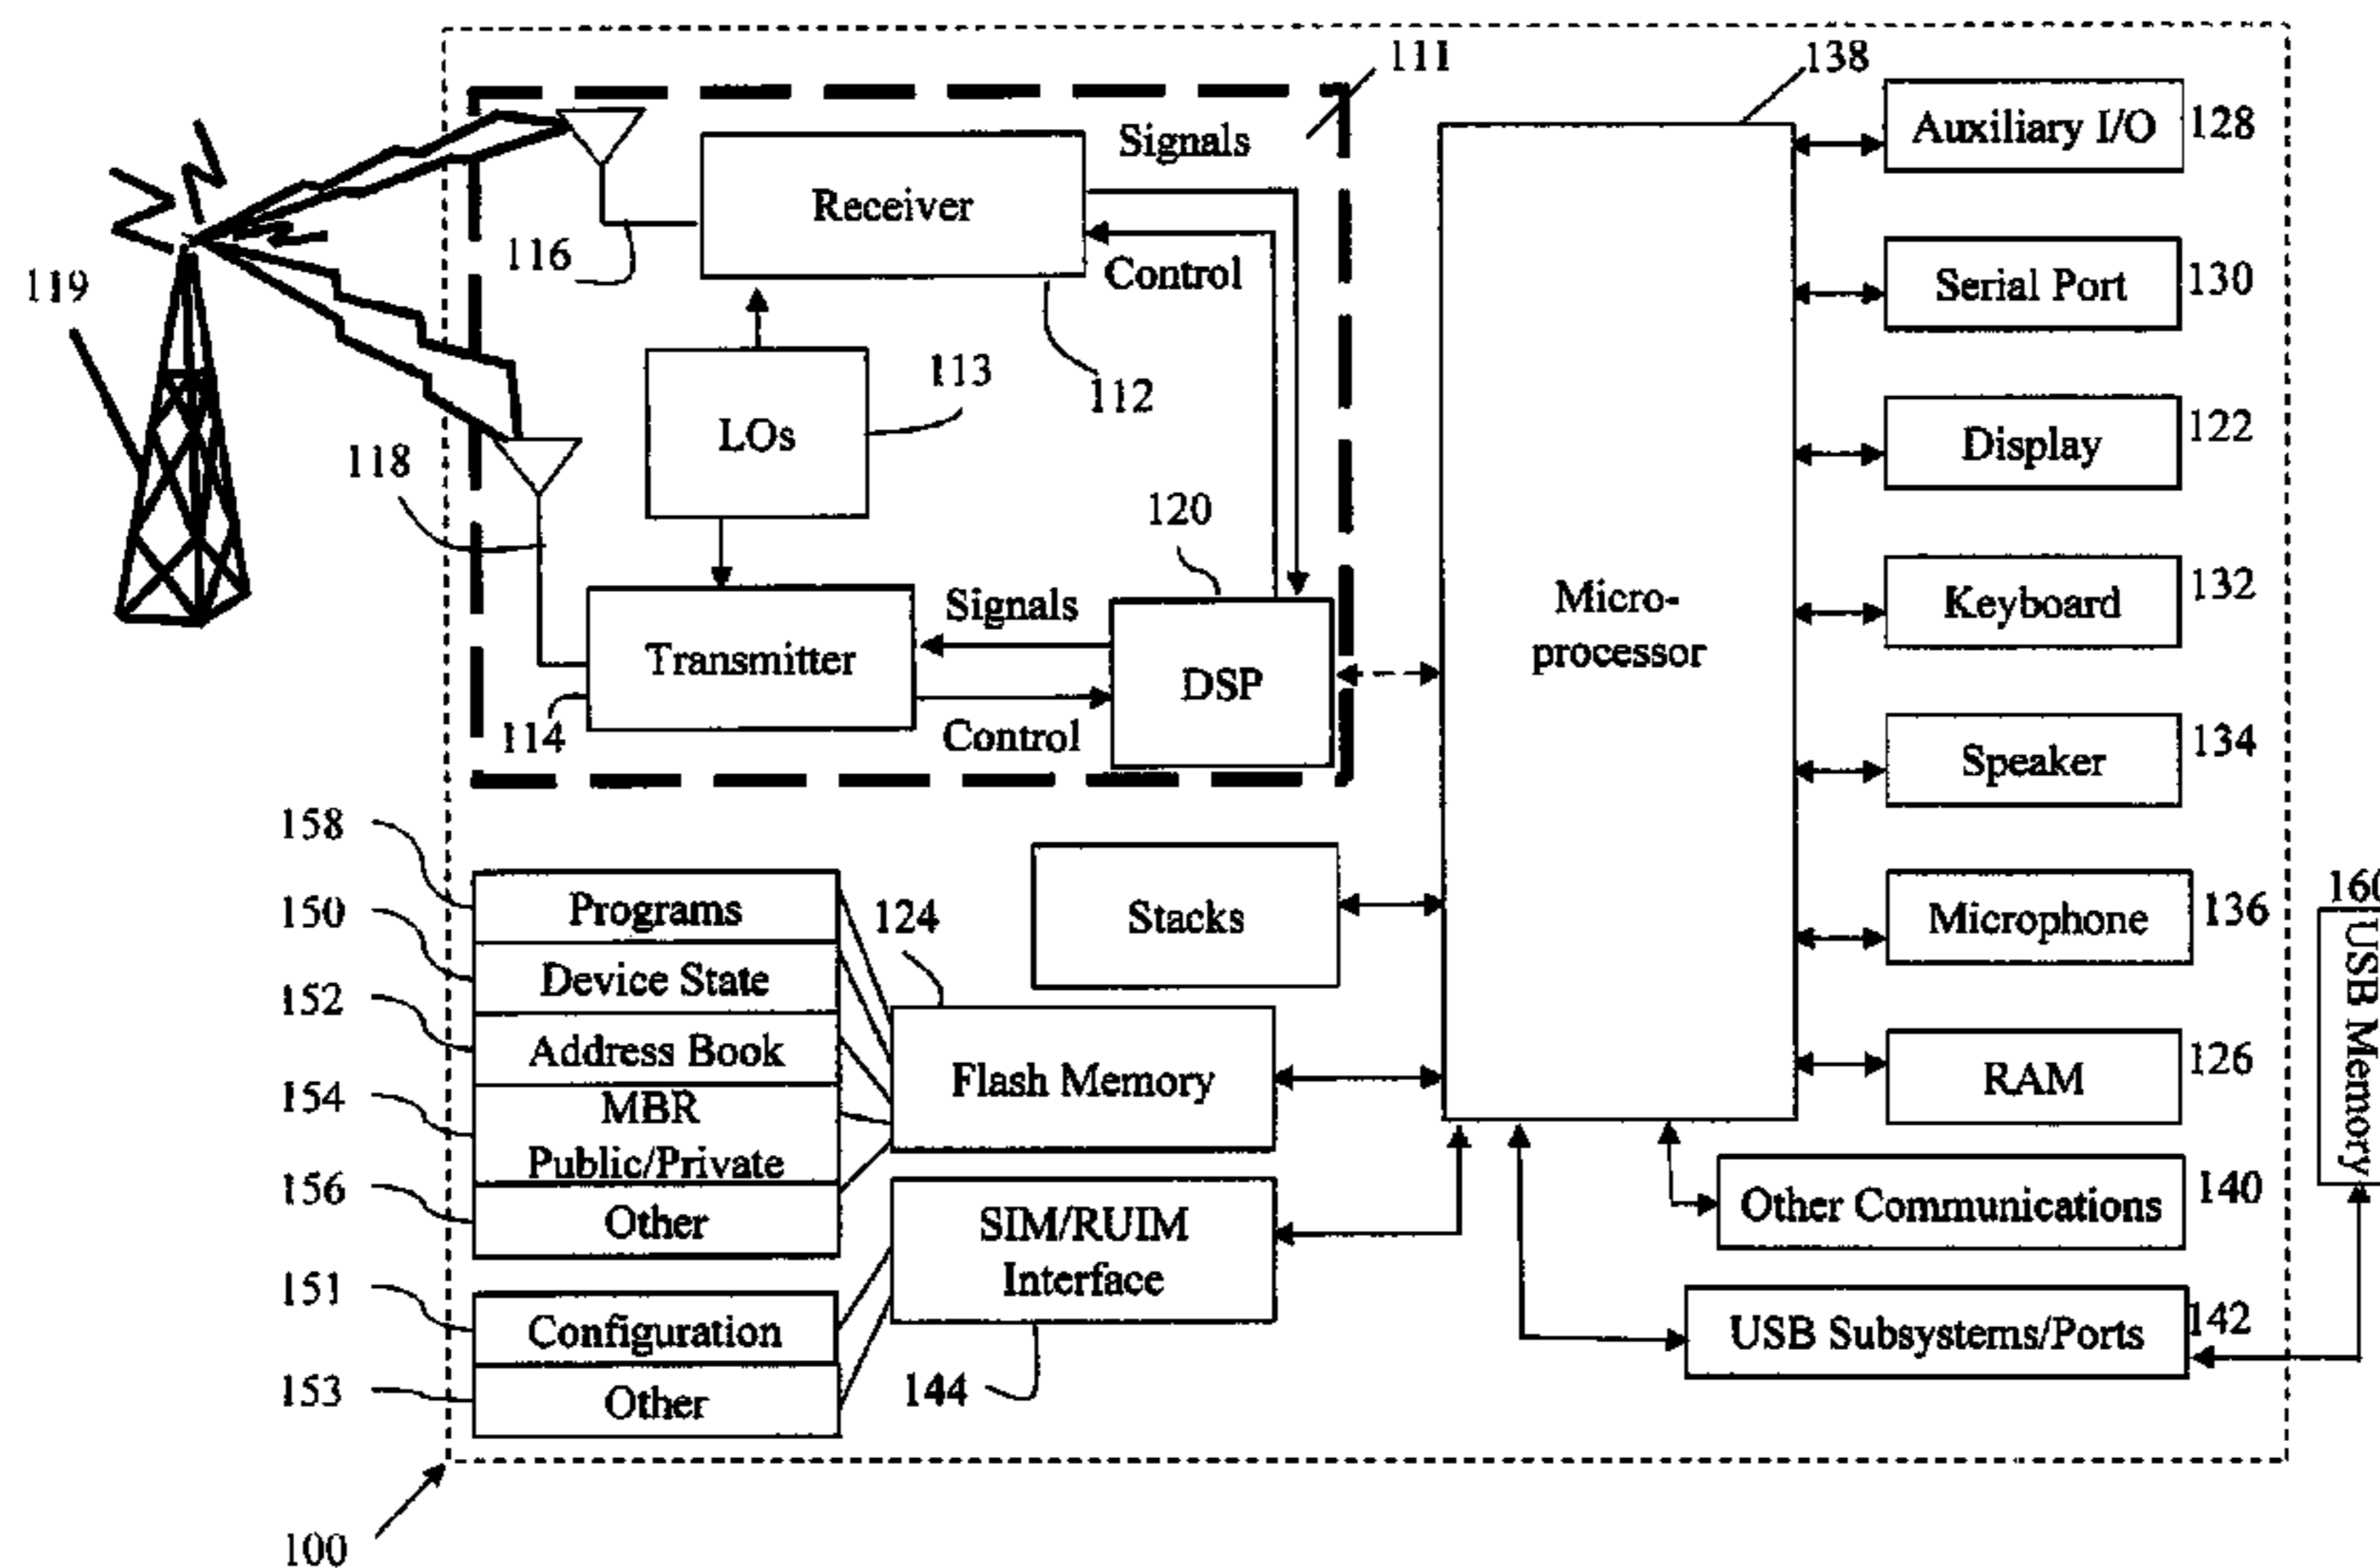 111
138
Signals
Receiver
116
Control
119
113
112
LOs
118
120
Signals
Transmitter
DSP
114
Control
Micro-
processor
Auxiliary I/O 128
Serial Port 130
Display 122
Keyboard 132
Speaker 134
Microphone 136
RAM 126
Other Communications 140
USB Subsystems/Ports 142
160
USB Memory
Stacks
124
Flash Memory
SIM/RUIM
Interface
144
158 Programs
150 Device State
152 Address Book
154 MBR
Public/Private
156 Other
151 Configuration
153 Other
100